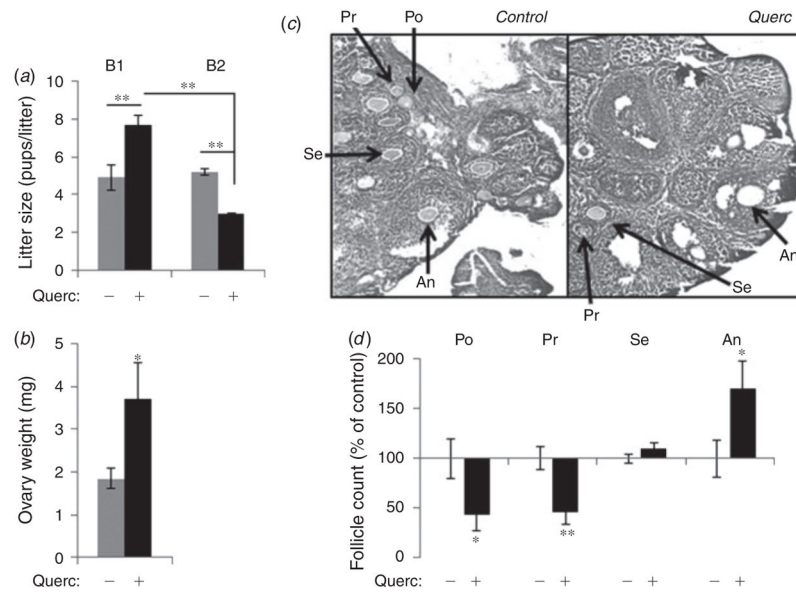 (a)
B1 B2
10
8
6
4
2
0
Litter size (pups/litter)
**
**
**
Querc: − + − +
(b)
5
4
3
2
1
0
Ovary weight (mg)
*
Querc: − +
(c)
Pr Po Control Querc
Se
An
An
Se
Pr
(d)
Po Pr Se An
200
150
100
50
0
Follicle count (% of control)
*
**
*
Querc: − + − + − + − +